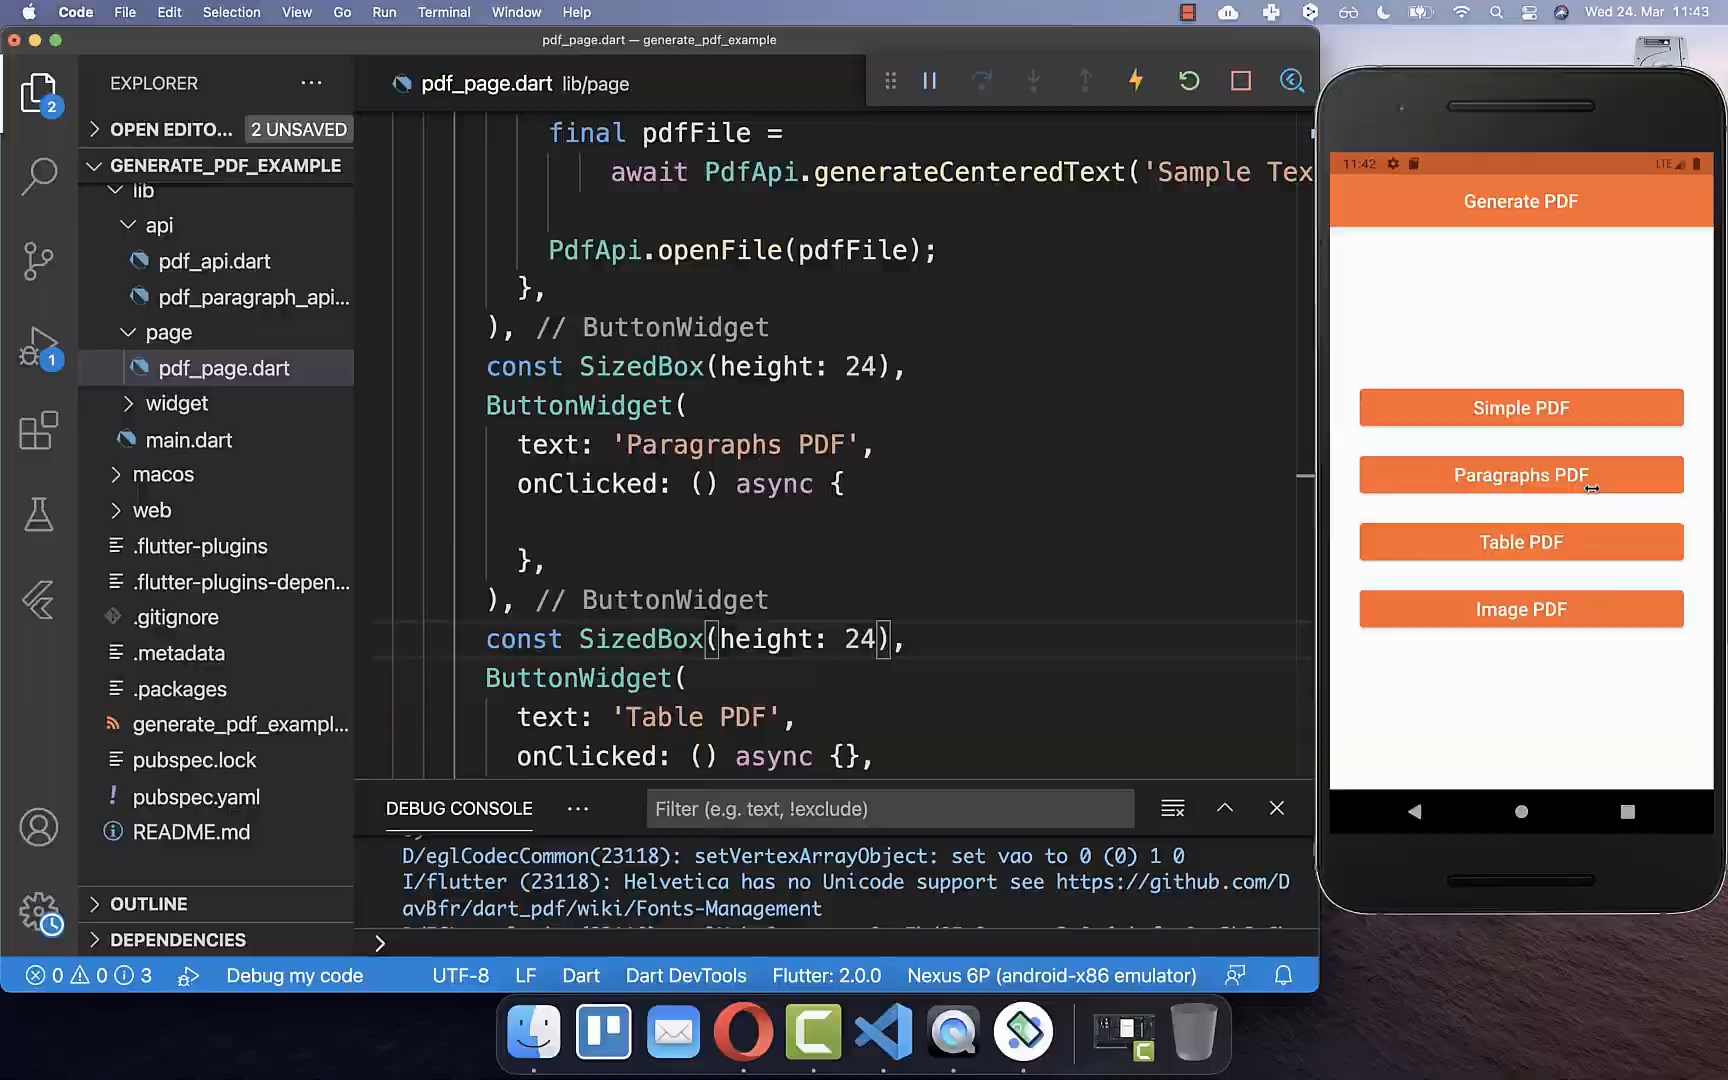 Code File Edit Selection View Go Run Terminal Window Help
Wed 24. Mar 11:43
pdf_page.dart — generate_pdf_example
EXPLORER
OPEN EDITO... 2 UNSAVED
GENERATE_PDF_EXAMPLE
lib
api
pdf_api.dart
pdf_paragraph_api...
page
pdf_page.dart
widget
main.dart
macos
web
.flutter-plugins
.flutter-plugins-depen...
.gitignore
.metadata
.packages
generate_pdf_exampl...
pubspec.lock
pubspec.yaml
README.md
OUTLINE
DEPENDENCIES
2
1
pdf_page.dart lib/page
final pdfFile =
await PdfApi.generateCenteredText('Sample Tex
PdfApi.openFile(pdfFile);
},
), // ButtonWidget
const SizedBox(height: 24),
ButtonWidget(
text: 'Paragraphs PDF',
onClicked: () async {
},
), // ButtonWidget
const SizedBox(height: 24),
ButtonWidget(
text: 'Table PDF',
onClicked: () async {},
DEBUG CONSOLE
Filter (e.g. text, !exclude)
D/eglCodecCommon(23118): setVertexArrayObject: set vao to 0 (0) 1 0
I/flutter (23118): Helvetica has no Unicode support see https://github.com/D
avBfr/dart_pdf/wiki/Fonts-Management
0 0 3 Debug my code UTF-8 LF Dart Dart DevTools Flutter: 2.0.0 Nexus 6P (android-x86 emulator)
11:42 LTE
Generate PDF
Simple PDF
Paragraphs PDF
Table PDF
Image PDF